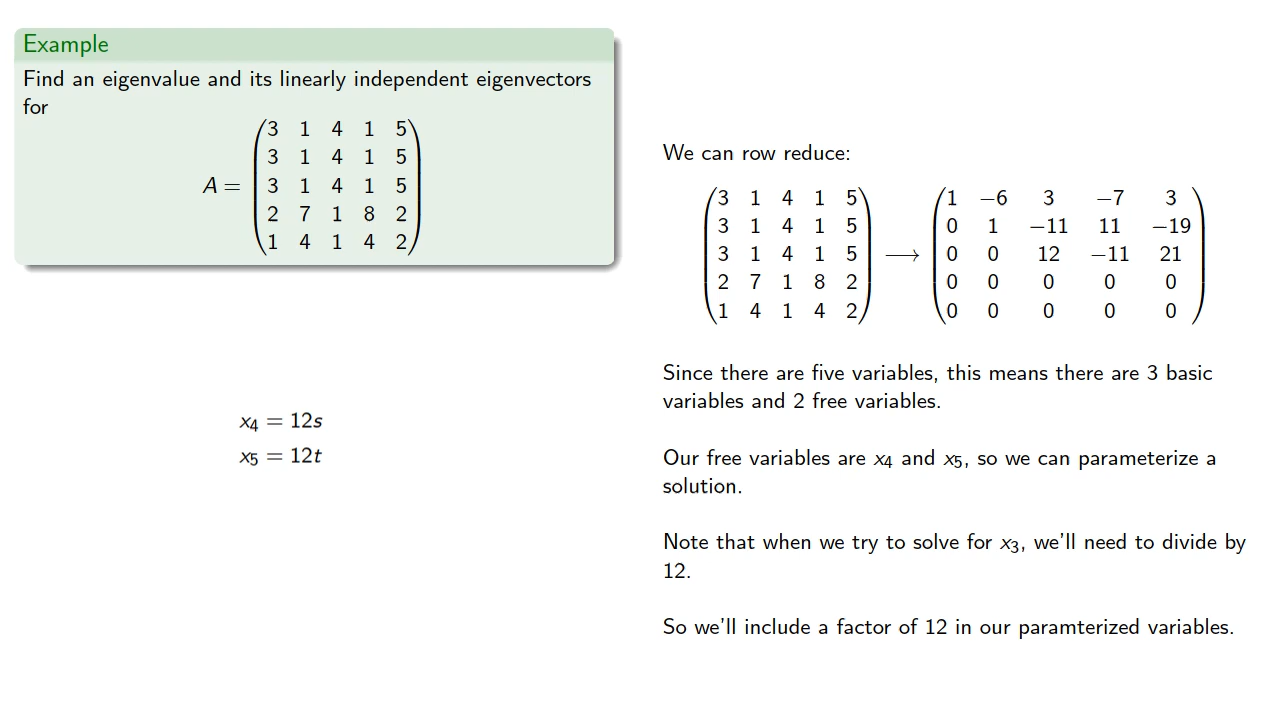 Example
Find an eigenvalue and its linearly independent eigenvectors
for
A =
3 1 4 1 5
3 1 4 1 5
3 1 4 1 5
2 7 1 8 2
1 4 1 4 2
x4 = 12s
x5 = 12t
We can row reduce:
3 1 4 1 5 1 −6 3 −7 3
3 1 4 1 5 0 1 −11 11 −19
3 1 4 1 5 ⟶ 0 0 12 −11 21
2 7 1 8 2 0 0 0 0 0
1 4 1 4 2 0 0 0 0 0
Since there are five variables, this means there are 3 basic
variables and 2 free variables.
Our free variables are x4 and x5, so we can parameterize a
solution.
Note that when we try to solve for x3, we'll need to divide by
12.
So we'll include a factor of 12 in our paramterized variables.